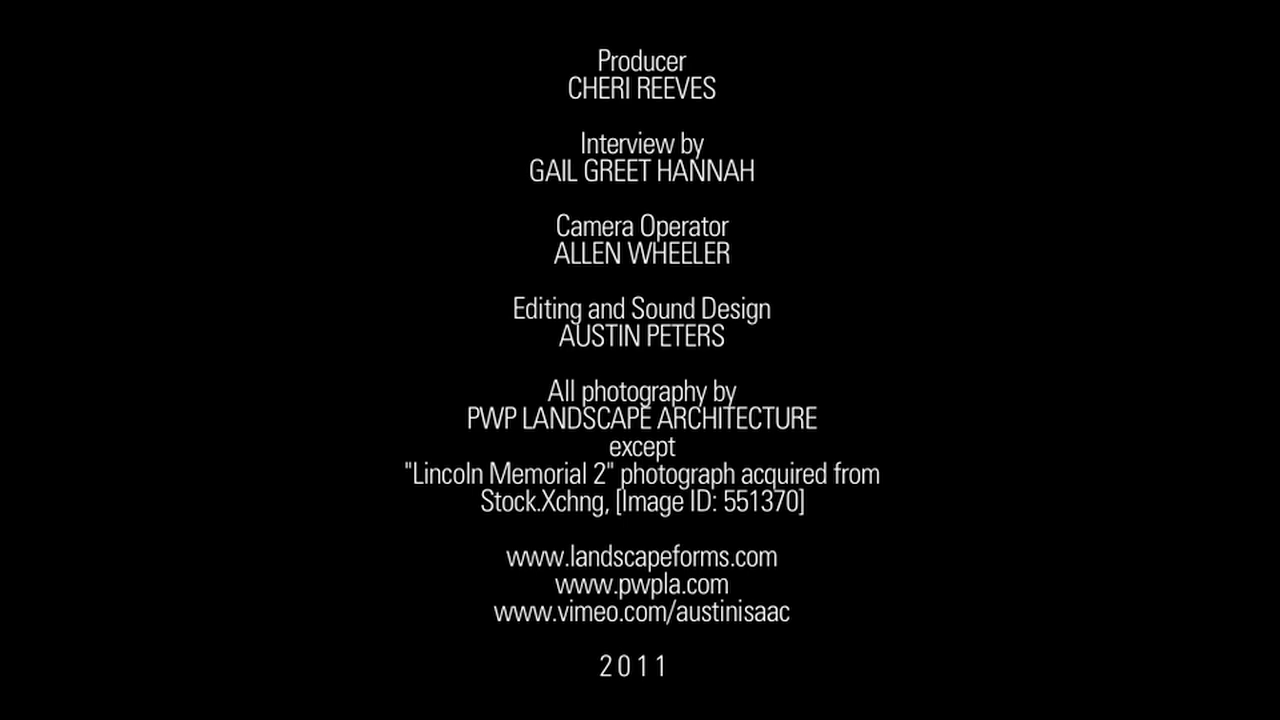 Producer
CHERI REEVES
Interview by
GAIL GREET HANNAH
Camera Operator
ALLEN WHEELER
Editing and Sound Design
AUSTIN PETERS
All photography by
PWP LANDSCAPE ARCHITECTURE
except
"Lincoln Memorial 2" photograph acquired from
Stock.Xchng, [Image ID: 551370]
www.landscapeforms.com
www.pwpla.com
www.vimeo.com/austinisaac
2011